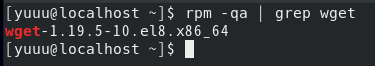 [yuuu@localhost ~]$ rpm -qa | grep wget
wget-1.19.5-10.el8.x86_64
[yuuu@localhost ~]$